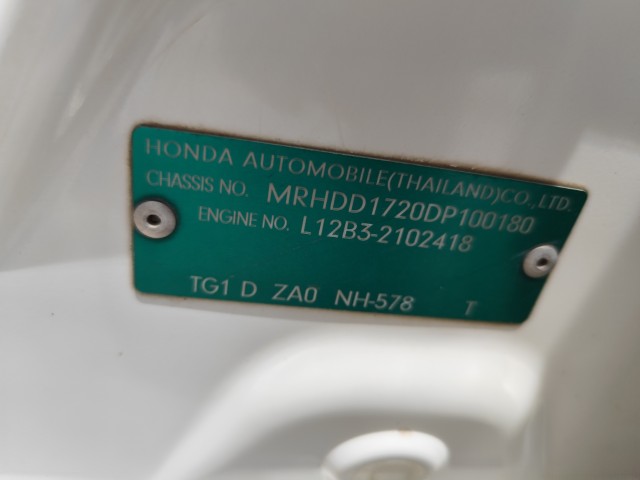 HONDA AUTOMOBILE(THAILAND)CO., LTD.
CHASSIS NO. MRHDD1720DP100180
ENGINE NO. L12B3-2102418
TG1 D ZA0 NH-578 T